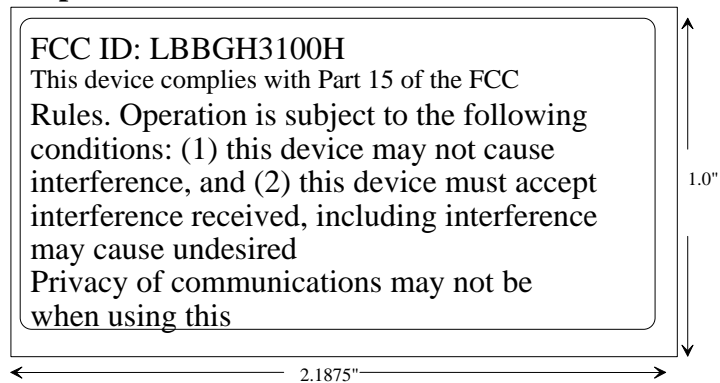 FCC ID: LBBGH3100H
This device complies with Part 15 of the FCC
Rules. Operation is subject to the following
conditions: (1) this device may not cause
interference, and (2) this device must accept
interference received, including interference
may cause undesired
Privacy of communications may not be
when using this
1.0"
2.1875"